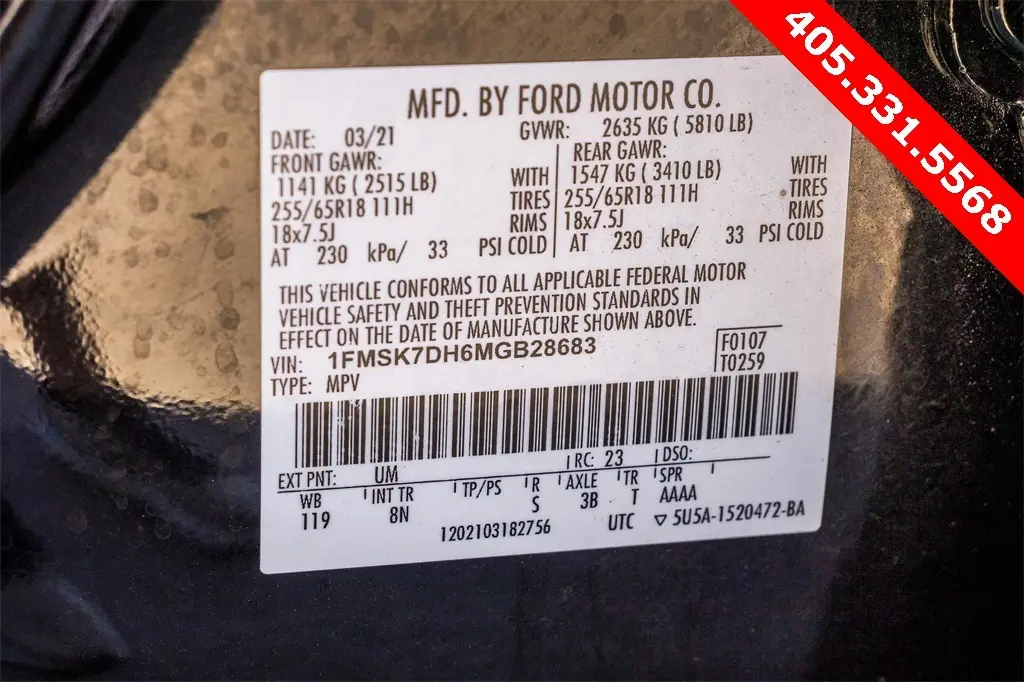 405.331.5568
MFD. BY FORD MOTOR CO.
DATE: 03/21 GVWR: 2635 KG ( 5810 LB)
FRONT GAWR: REAR GAWR:
1141 KG ( 2515 LB) WITH 1547 KG ( 3410 LB) WITH
255/65R18 111H TIRES 255/65R18 111H TIRES
18x7.5J RIMS 18x7.5J RIMS
AT 230 kPa/ 33 PSI COLD AT 230 kPa/ 33 PSI COLD
THIS VEHICLE CONFORMS TO ALL APPLICABLE FEDERAL MOTOR
VEHICLE SAFETY AND THEFT PREVENTION STANDARDS IN
EFFECT ON THE DATE OF MANUFACTURE SHOWN ABOVE.
VIN: 1FMSK7DH6MGB28683 F0107
TYPE: MPV T0259
EXT PNT: UM RC: 23 DSO:
WB INT TR TP/PS R AXLE TR SPR
119 8N S 3B T AAAA
1202103182756 UTC ▽ 5U5A-1520472-BA